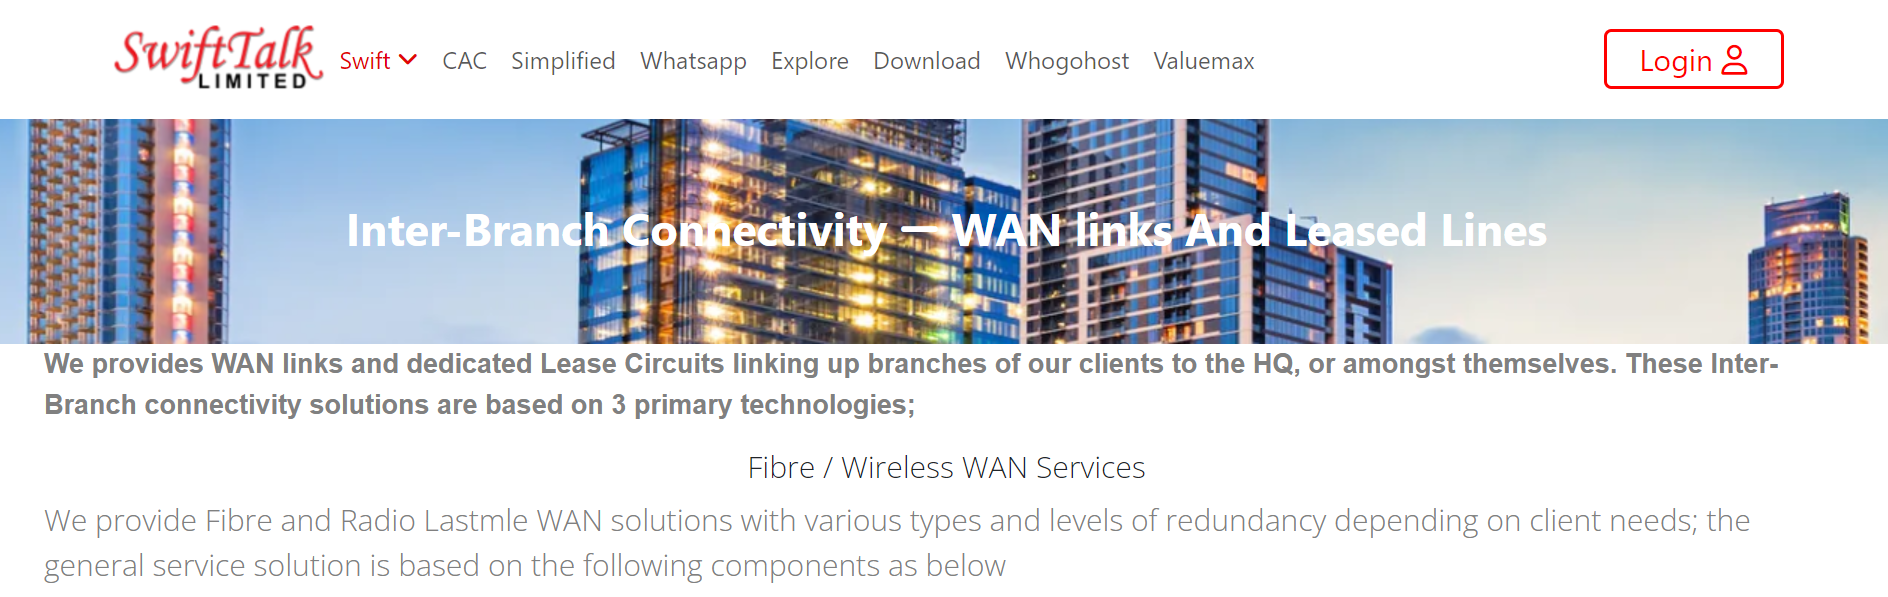 SwiftTalk
LIMITED
Swift CAC Simplified Whatsapp Explore Download Whogohost Valuemax
Login
Inter-Branch Connectivity — WAN links And Leased Lines
We provides WAN links and dedicated Lease Circuits linking up branches of our clients to the HQ, or amongst themselves. These Inter-
Branch connectivity solutions are based on 3 primary technologies;
Fibre / Wireless WAN Services
We provide Fibre and Radio Lastmle WAN solutions with various types and levels of redundancy depending on client needs; the
general service solution is based on the following components as below